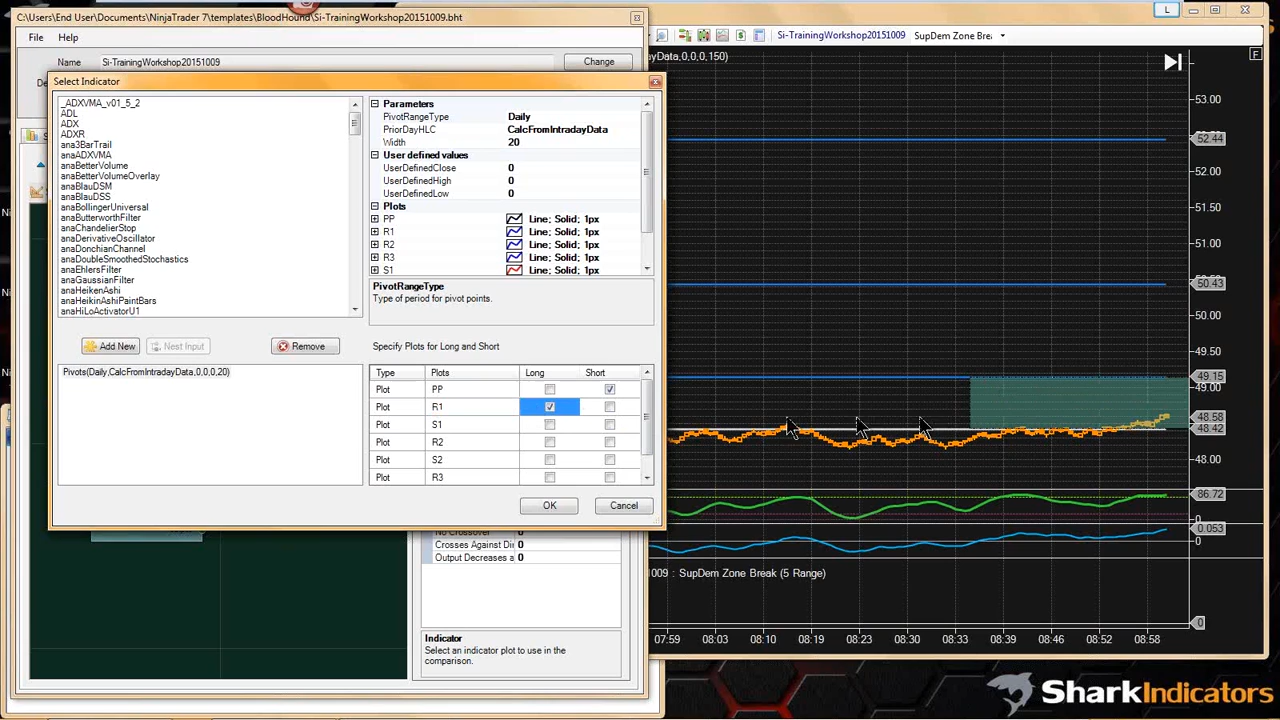 C:\Users\End User\Documents\NinjaTrader 7\templates\BloodHound\Si-TrainingWorkshop20151009.bht
File Help
Name Si-TrainingWorkshop20151009 Change
Select Indicator
_ADXVMA_v01_5_2
ADL
ADX
ADXR
ana3BarTrail
anaADXVMA
anaBetterVolume
anaBetterVolumeOverlay
anaBlauDSM
anaBlauDSS
anaBollingerUniversal
anaButterworthFilter
anaChandelierStop
anaDerivativeOscillator
anaDonchianChannel
anaDoubleSmoothedStochastics
anaEhlersFilter
anaGaussianFilter
anaHeikenAshi
anaHeikinAshiPaintBars
anaHiLoActivatorU1
Parameters
PivotRangeType Daily
PriorDayHLC CalcFromIntradayData
Width 20
User defined values
UserDefinedClose 0
UserDefinedHigh 0
UserDefinedLow 0
Plots
PP Line; Solid; 1px
R1 Line; Solid; 1px
R2 Line; Solid; 1px
R3 Line; Solid; 1px
S1 Line; Solid; 1px
PivotRangeType
Type of period for pivot points.
Add New Nest Input Remove
Specify Plots for Long and Short
Pivots(Daily,CalcFromIntradayData,0,0,0,20)
Type Plots Long Short
Plot PP
Plot R1
Plot S1
Plot R2
Plot S2
Plot R3
OK Cancel
Crosses Against Dir 0
Output Decreases a 0
Indicator
Select an indicator plot to use in the
comparison.
L
Si-TrainingWorkshop20151009 SupDem Zone Brea
ayData,0,0,0,150)
F
53.00
52.44
52.00
51.50
51.00
50.43
50.00
49.50
49.15
49.00
48.58
48.42
48.00
86.72
0
0.053
0
1009 : SupDem Zone Break (5 Range)
0
07:59 08:03 08:10 08:19 08:23 08:30 08:33 08:39 08:46 08:52 08:58
SharkIndicators